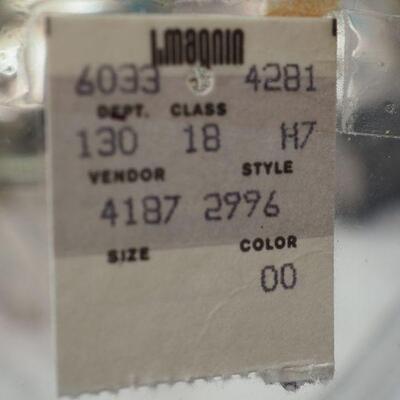 I.magnin
6033 4281
DEPT. CLASS
130 18 H7
VENDOR STYLE
4187 2996
SIZE COLOR
00